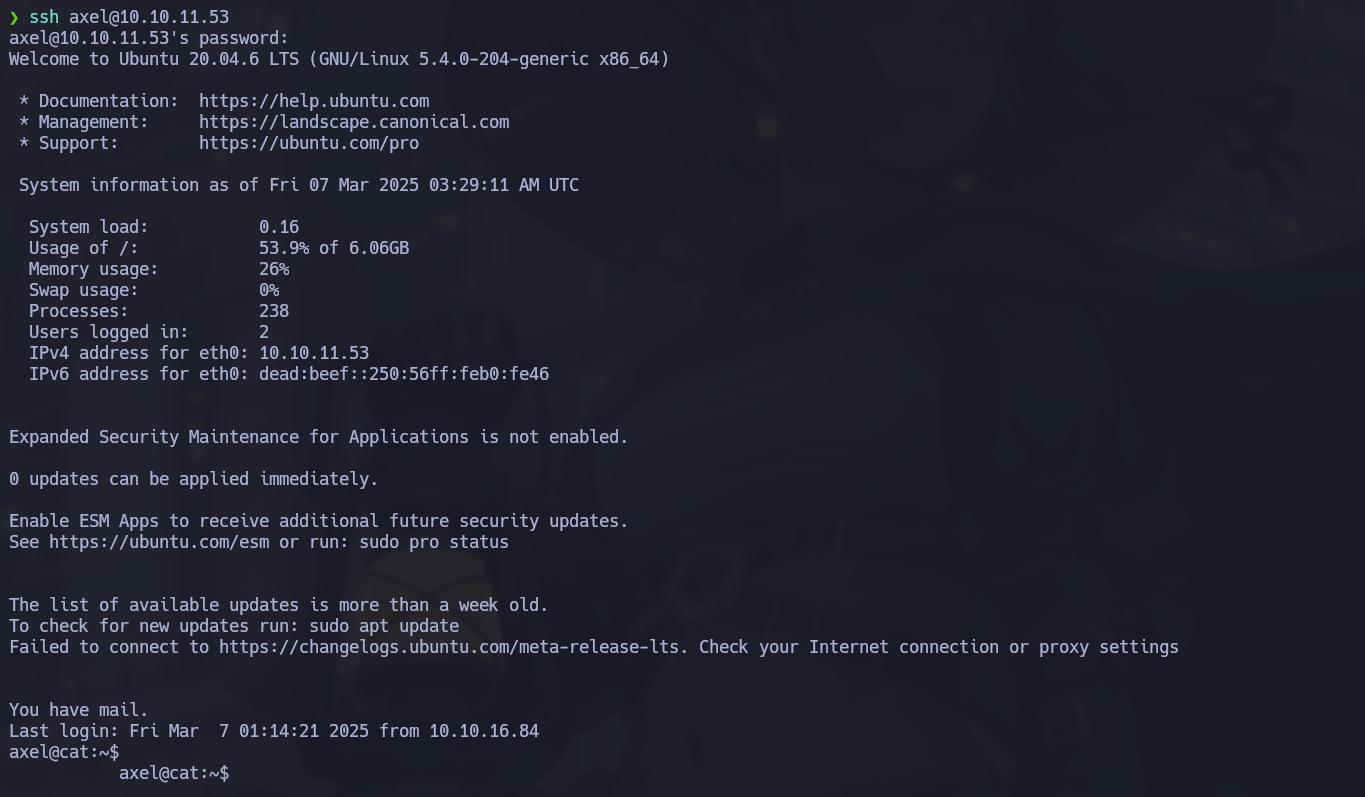 ❯ ssh axel@10.10.11.53
axel@10.10.11.53's password:
Welcome to Ubuntu 20.04.6 LTS (GNU/Linux 5.4.0-204-generic x86_64)

 * Documentation:  https://help.ubuntu.com
 * Management:     https://landscape.canonical.com
 * Support:        https://ubuntu.com/pro

 System information as of Fri 07 Mar 2025 03:29:11 AM UTC

  System load:           0.16
  Usage of /:            53.9% of 6.06GB
  Memory usage:          26%
  Swap usage:            0%
  Processes:             238
  Users logged in:       2
  IPv4 address for eth0: 10.10.11.53
  IPv6 address for eth0: dead:beef::250:56ff:feb0:fe46


Expanded Security Maintenance for Applications is not enabled.

0 updates can be applied immediately.

Enable ESM Apps to receive additional future security updates.
See https://ubuntu.com/esm or run: sudo pro status


The list of available updates is more than a week old.
To check for new updates run: sudo apt update
Failed to connect to https://changelogs.ubuntu.com/meta-release-lts. Check your Internet connection or proxy settings


You have mail.
Last login: Fri Mar  7 01:14:21 2025 from 10.10.16.84
axel@cat:~$
           axel@cat:~$